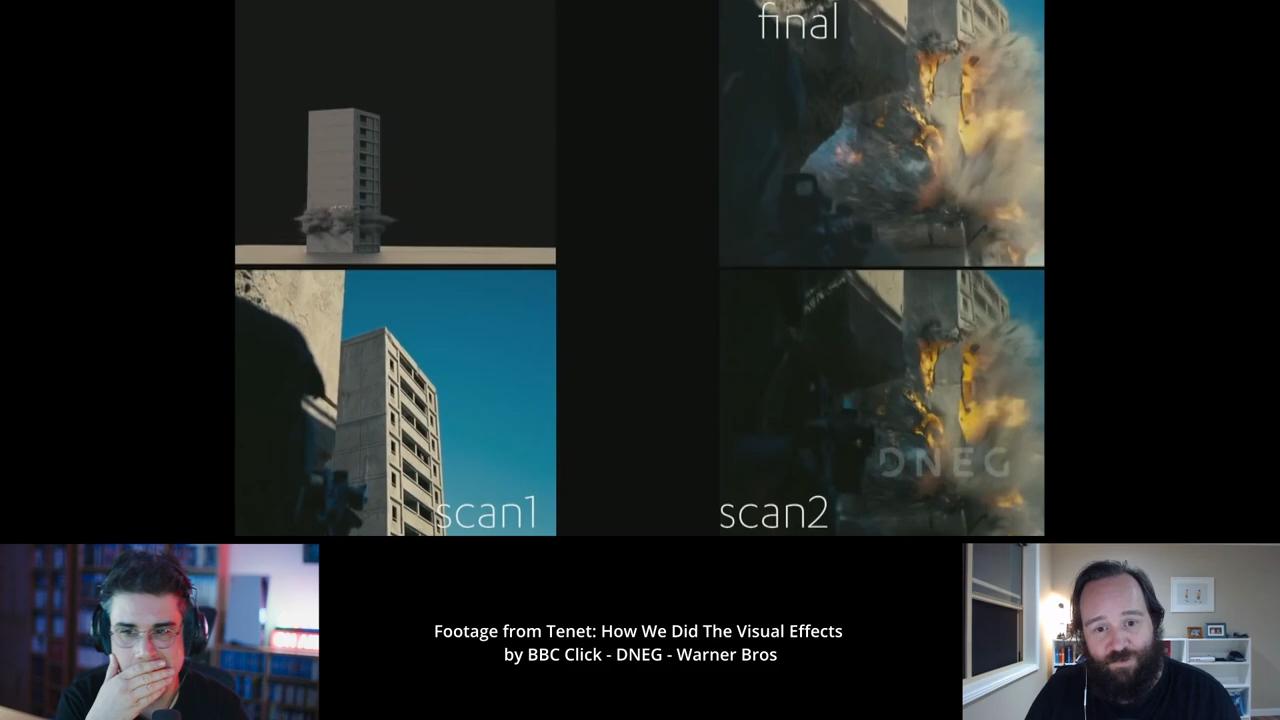 final
scan1
DNEG
scan2
Footage from Tenet: How We Did The Visual Effects
by BBC Click - DNEG - Warner Bros